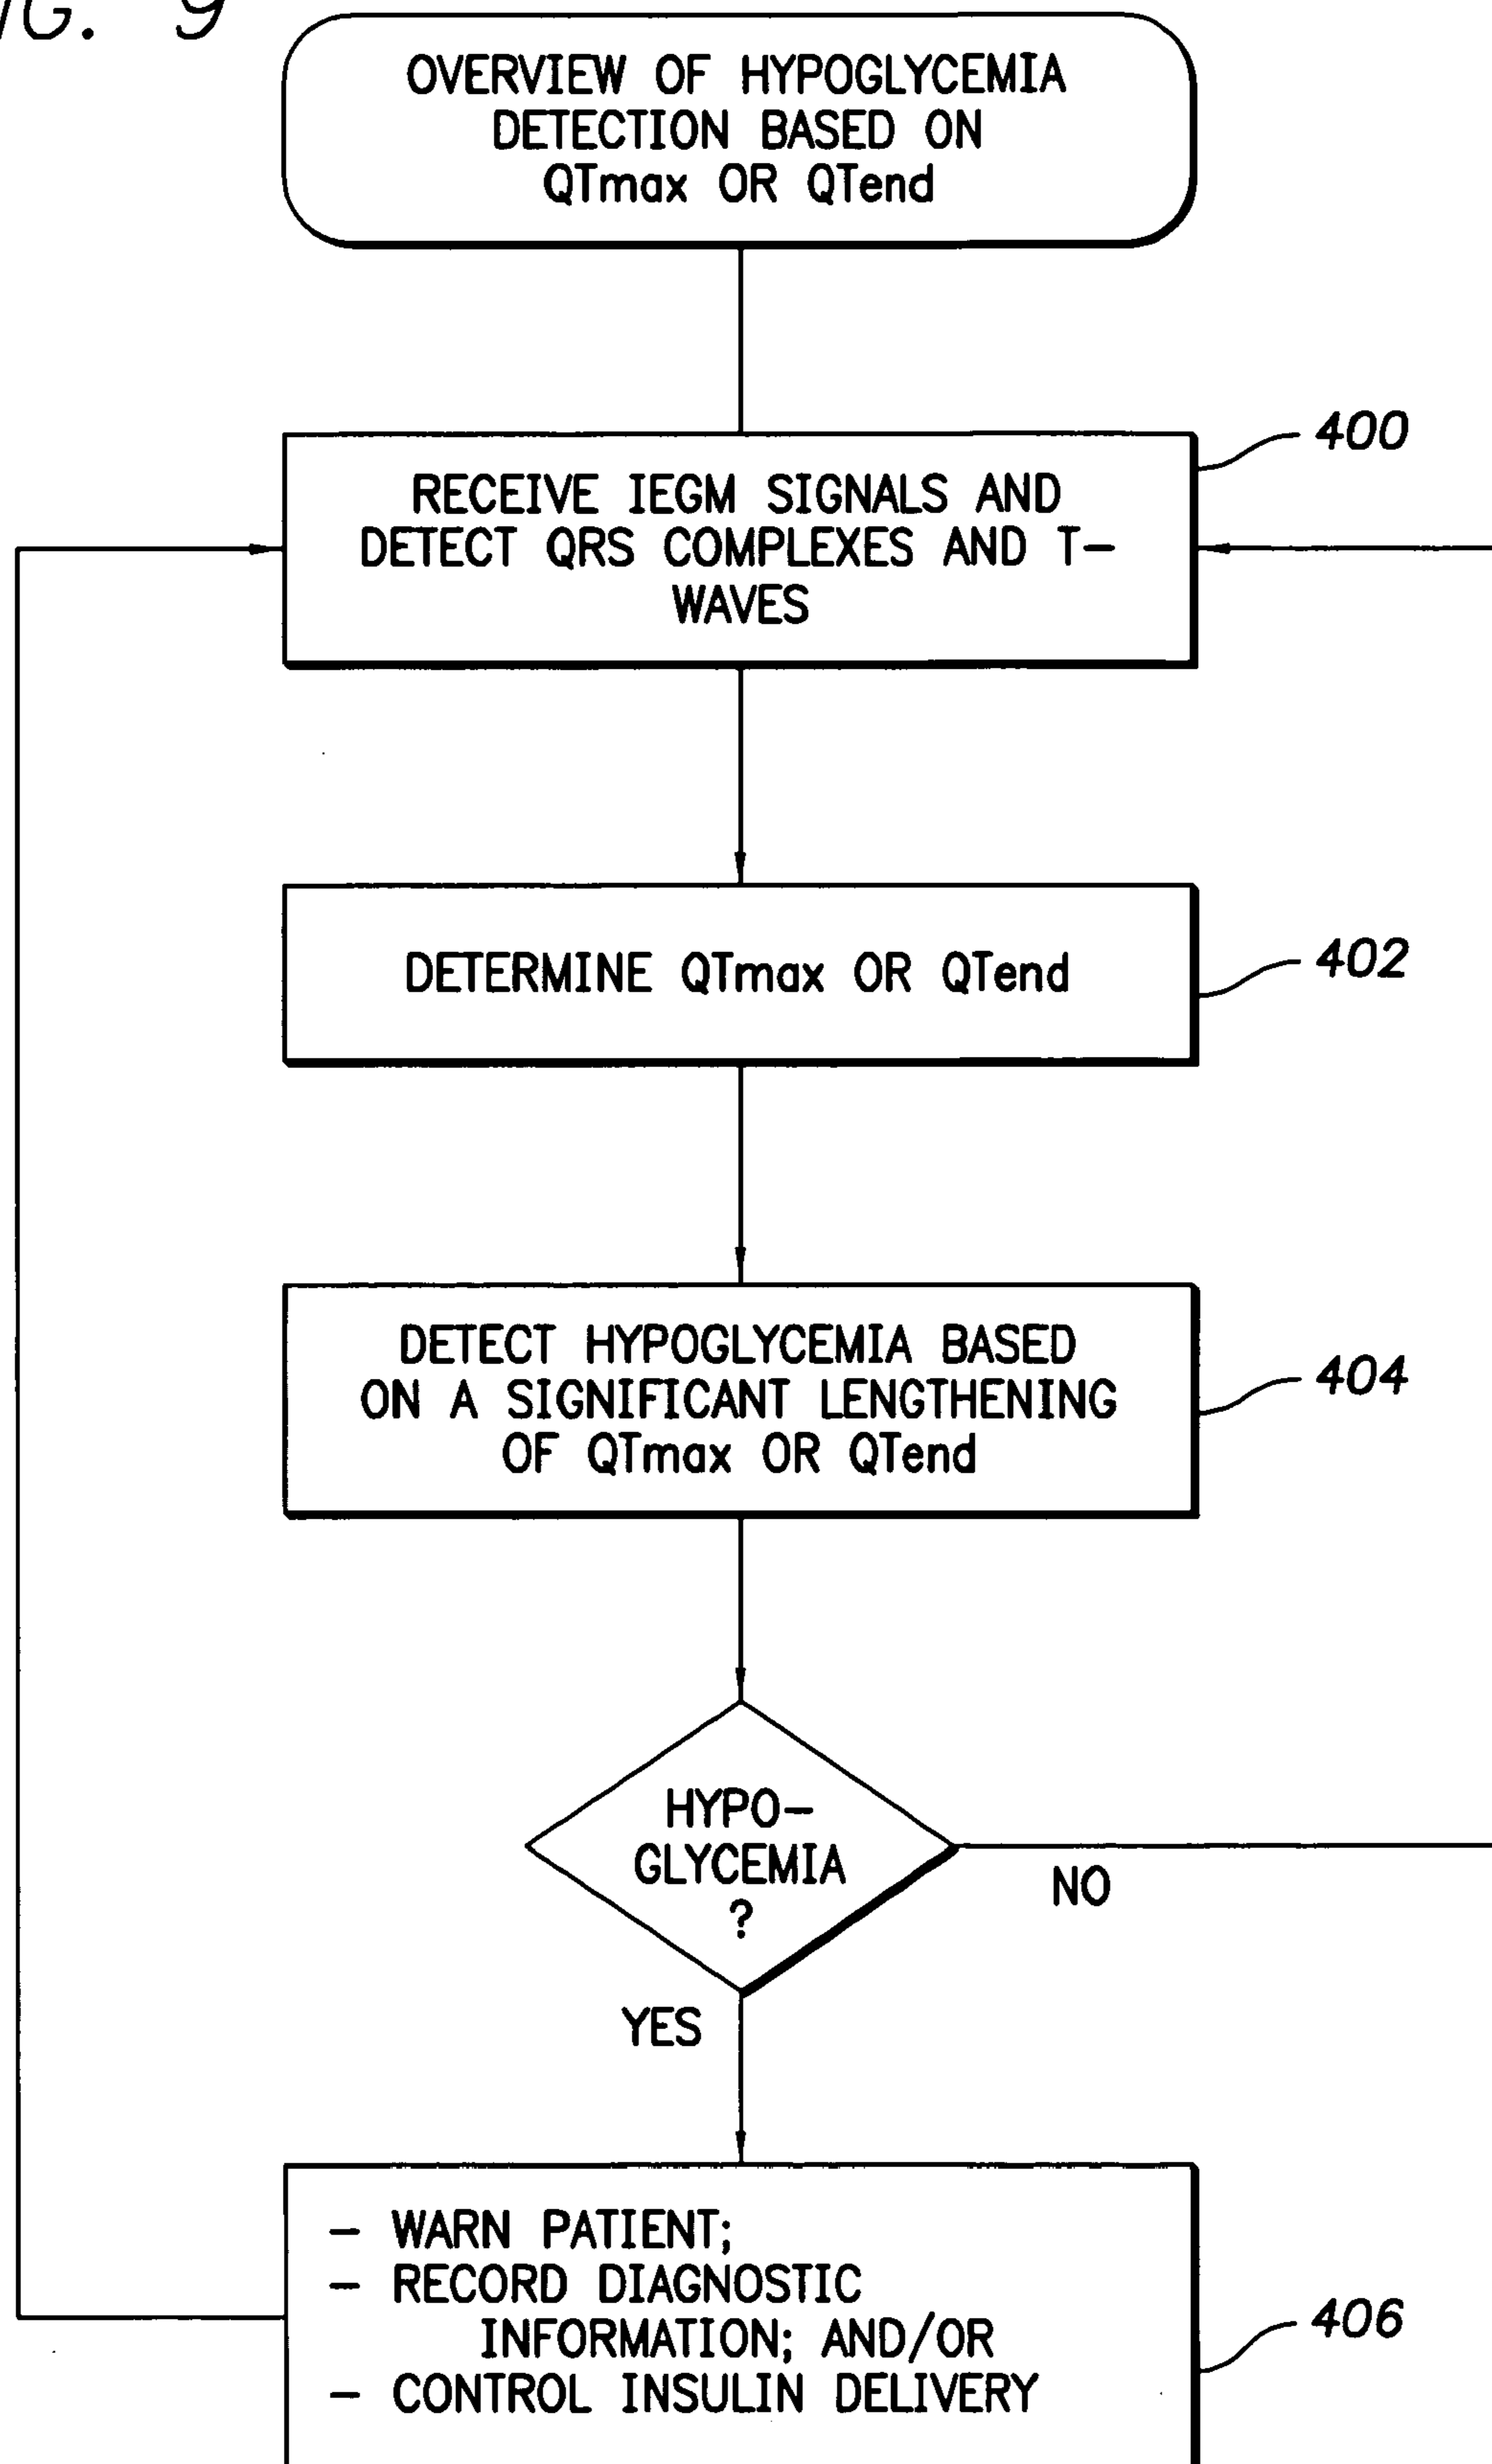 FIG. 9
OVERVIEW OF HYPOGLYCEMIA
DETECTION BASED ON
QTmax OR QTend
400
RECEIVE IEGM SIGNALS AND
DETECT QRS COMPLEXES AND T-
WAVES
402
DETERMINE QTmax OR QTend
404
DETECT HYPOGLYCEMIA BASED
ON A SIGNIFICANT LENGTHENING
OF QTmax OR QTend
HYPO-
GLYCEMIA
?
NO
YES
- WARN PATIENT;
- RECORD DIAGNOSTIC
INFORMATION; AND/OR
- CONTROL INSULIN DELIVERY
406